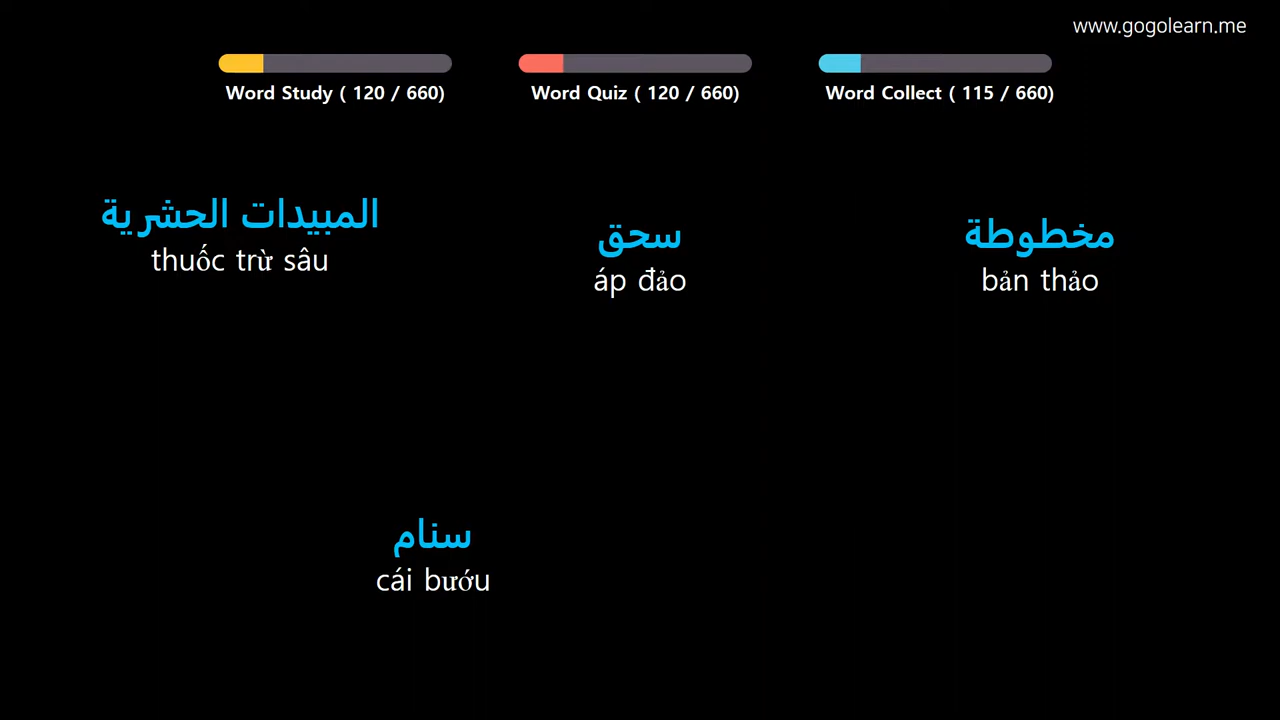 www.gogolearn.me
Word Study ( 120 / 660)
Word Quiz ( 120 / 660)
Word Collect ( 115 / 660)
المبيدات الحشرية
thuốc trừ sâu
سحق
áp đảo
مخطوطة
bản thảo
سنام
cái bướu